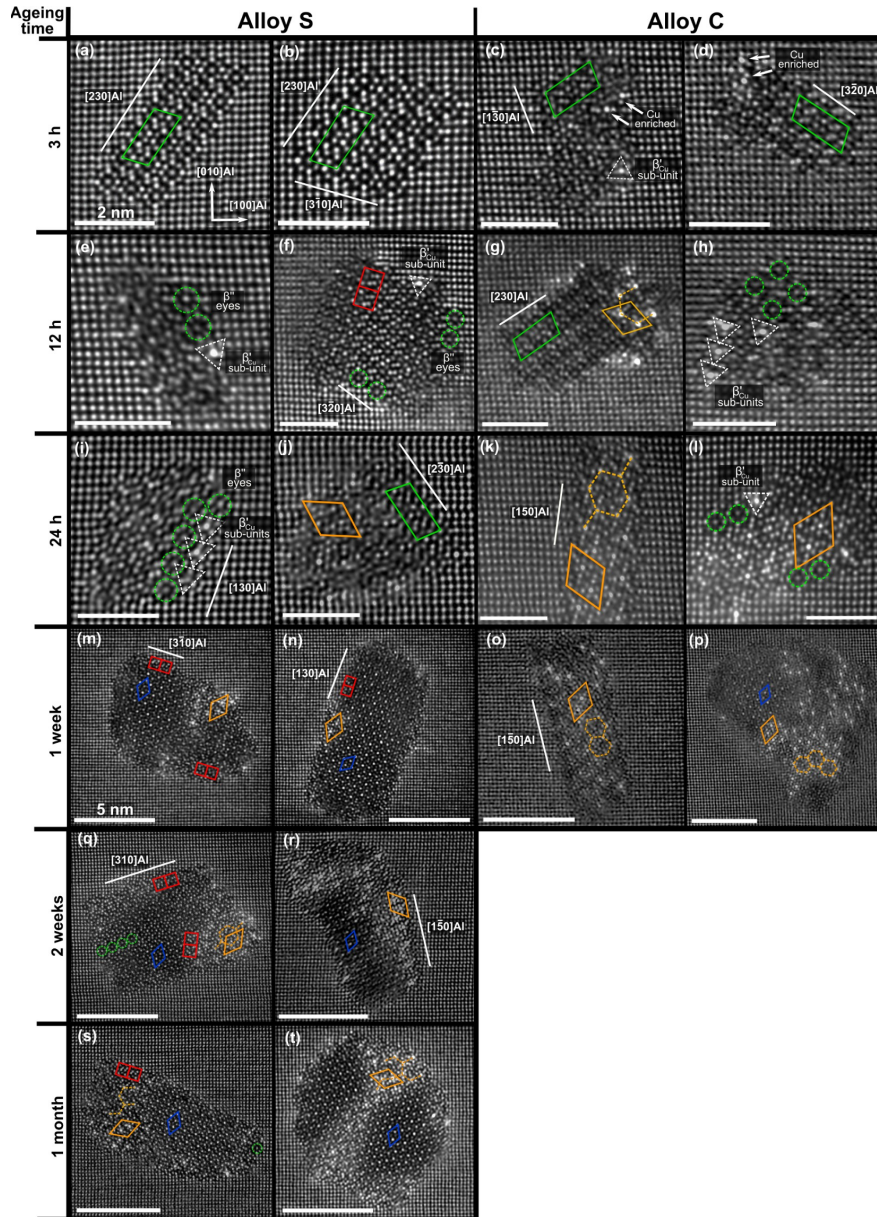 Ageing time
Alloy S
Alloy C
3 h
(a)
[230]Al
[010]Al
[100]Al
2 nm
(b)
[230]Al
[31̄0]Al
(c)
[13̄0]Al
Cu
enriched
β'Cu
sub-unit
(d)
Cu
enriched
[32̄0]Al
12 h
(e)
β''
eyes
β'Cu
sub-unit
(f)
β'Cu
sub-unit
β''
eyes
[32̄0]Al
(g)
[230]Al
(h)
β'Cu
sub-units
24 h
(i)
β''
eyes
β'Cu
sub-units
[130]Al
(j)
[23̄0]Al
(k)
[150]Al
(l)
β'Cu
sub-unit
1 week
(m)
[31̄0]Al
5 nm
(n)
[130]Al
(o)
[15̄0]Al
(p)
2 weeks
(q)
[310]Al
(r)
[15̄0]Al
1 month
(s)
(t)